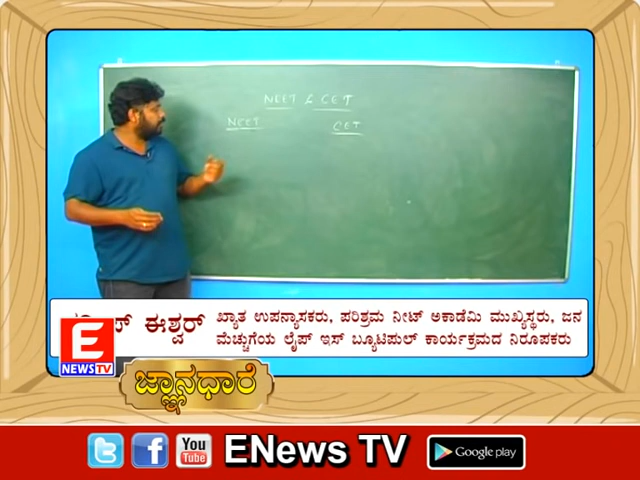 NEET & CET
NEET
CET
ಈಶ್ವರ್
ಖ್ಯಾತ ಉಪನ್ಯಾಸಕರು, ಪರಿಶ್ರಮ ನೀಟ್ ಅಕಾಡೆಮಿ ಮುಖ್ಯಸ್ಥರು, ಜನ
ಮೆಚ್ಚುಗೆಯ ಲೈಫ್ ಇಸ್ ಬ್ಯೂಟಿಫುಲ್ ಕಾರ್ಯಕ್ರಮದ ನಿರೂಪಕರು
E
NEWS TV
ಜ್ಞಾನಧಾರೆ
You
Tube
ENews TV
Google play